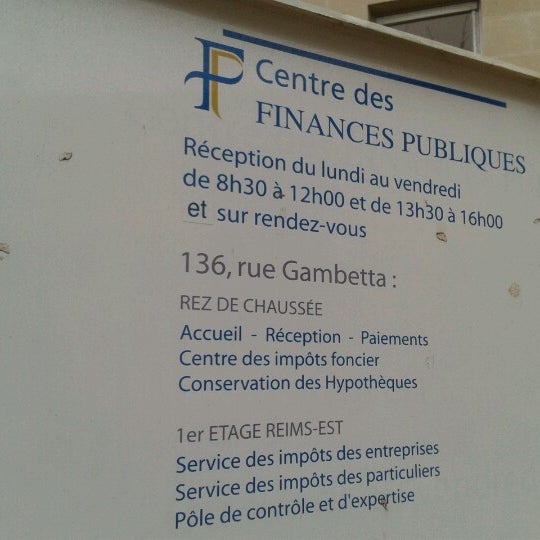 Centre des
FINANCES PUBLIQUES
Réception du lundi au vendredi
de 8h30 à 12h00 et de 13h30 à 16h00
et sur rendez-vous
136, rue Gambetta :
REZ DE CHAUSSÉE
Accueil - Réception - Paiements
Centre des impôts foncier
Conservation des Hypothèques
1er ETAGE REIMS-EST
Service des impôts des entreprises
Service des impôts des particuliers
Pôle de contrôle et d'expertise